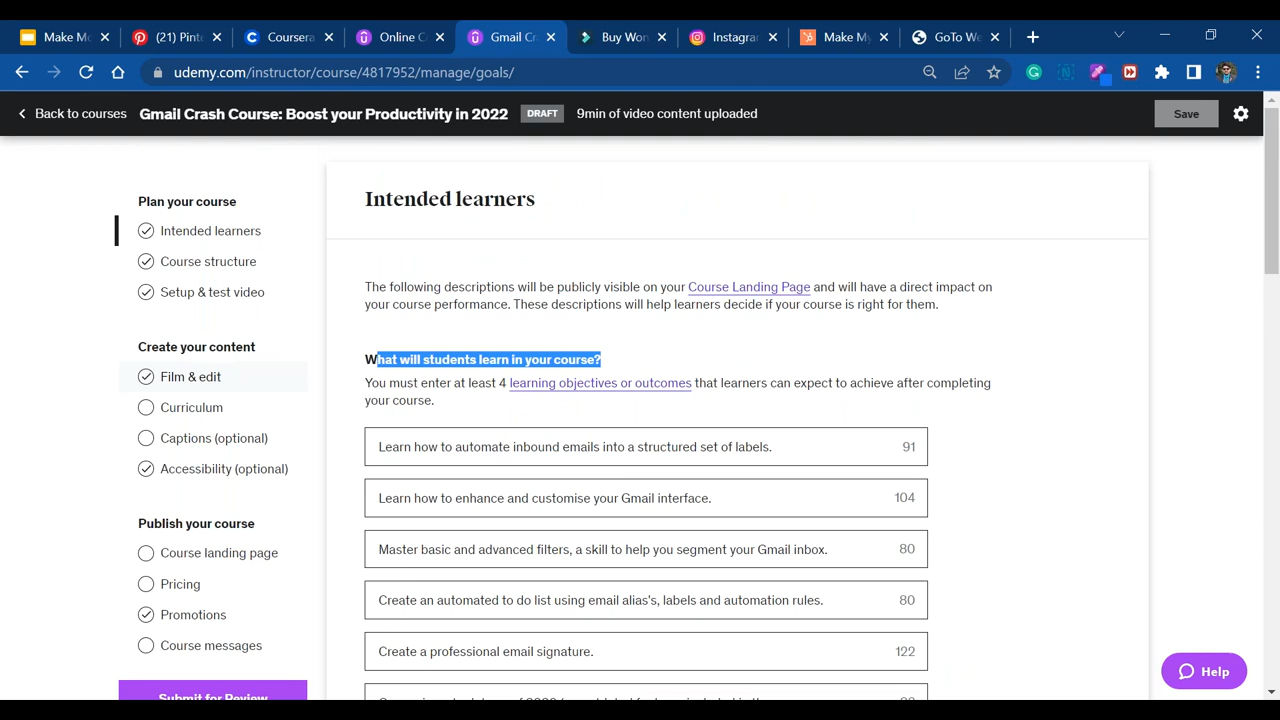 Make Mo
(21) Pint
Coursera
Online C
Gmail Cr
Buy Won
Instagra
Make My
GoTo We
udemy.com/instructor/course/4817952/manage/goals/
Back to courses
Gmail Crash Course: Boost your Productivity in 2022
DRAFT
9min of video content uploaded
Save
Plan your course
Intended learners
Course structure
Setup & test video
Create your content
Film & edit
Curriculum
Captions (optional)
Accessibility (optional)
Publish your course
Course landing page
Pricing
Promotions
Course messages
Submit for Review
Intended learners
The following descriptions will be publicly visible on your Course Landing Page and will have a direct impact on
your course performance. These descriptions will help learners decide if your course is right for them.
What will students learn in your course?
You must enter at least 4 learning objectives or outcomes that learners can expect to achieve after completing
your course.
Learn how to automate inbound emails into a structured set of labels. 91
Learn how to enhance and customise your Gmail interface. 104
Master basic and advanced filters, a skill to help you segment your Gmail inbox. 80
Create an automated to do list using email alias's, labels and automation rules. 80
Create a professional email signature. 122
Help